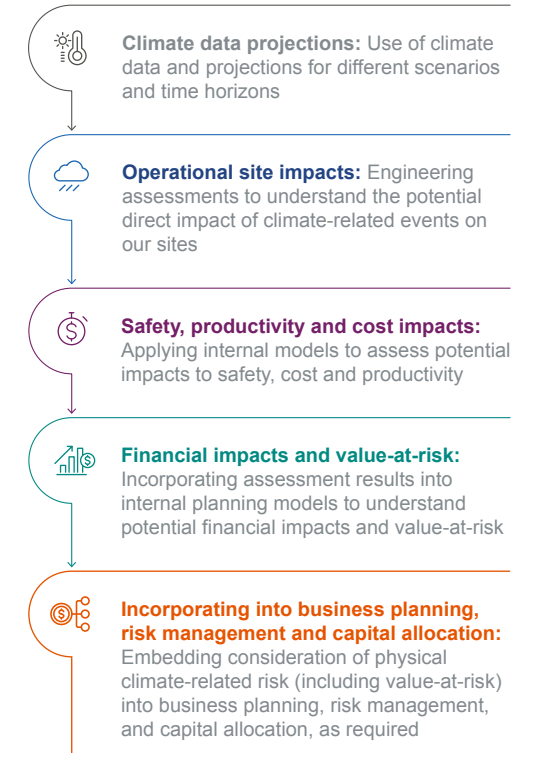 Climate data projections: Use of climate
data and projections for different scenarios
and time horizons
Operational site impacts: Engineering
assessments to understand the potential
direct impact of climate-related events on
our sites
Safety, productivity and cost impacts:
Applying internal models to assess potential
impacts to safety, cost and productivity
Financial impacts and value-at-risk:
Incorporating assessment results into
internal planning models to understand
potential financial impacts and value-at-risk
Incorporating into business planning,
risk management and capital allocation:
Embedding consideration of physical
climate-related risk (including value-at-risk)
into business planning, risk management,
and capital allocation, as required